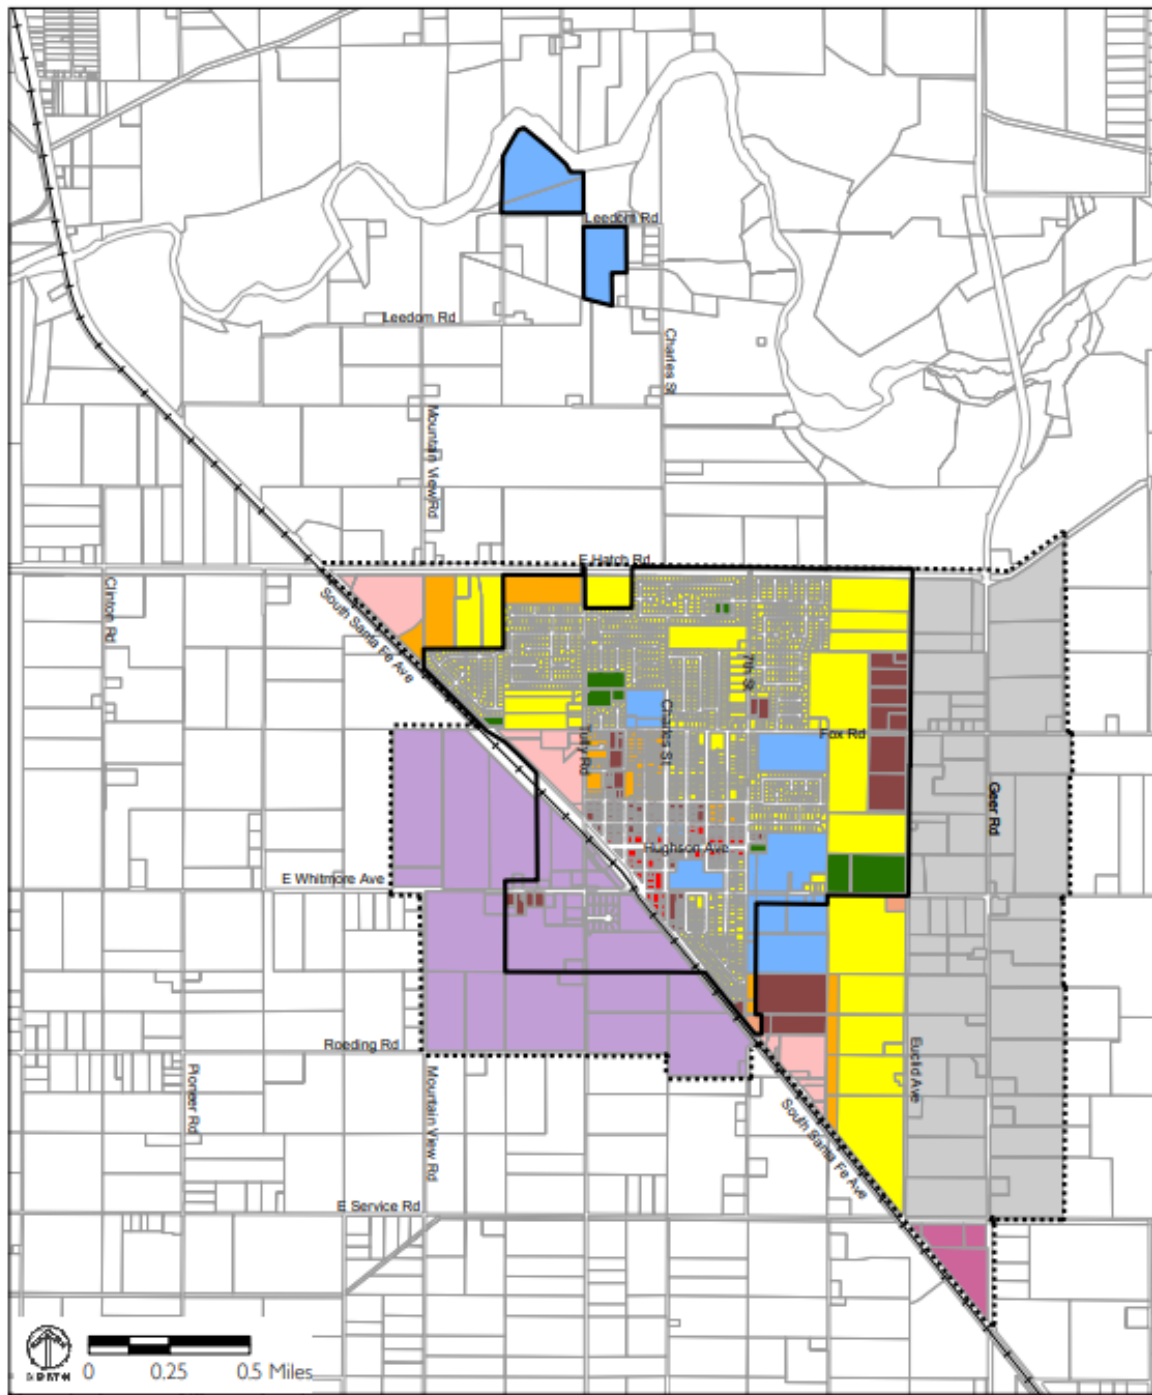 Leedom Rd
Leedom Rd
Charles St
Mountain View Rd
E Hatch Rd
Clinton Rd
South Santa Fe Ave
7th St
Charles St
Tully Rd
Fox Rd
Geer Rd
Hughson Ave
E Whitmore Ave
Roeding Rd
Euclid Ave
Pioneer Rd
Mountain View Rd
South Santa Fe Ave
E Service Rd
NORTH
0 0.25 0.5 Miles